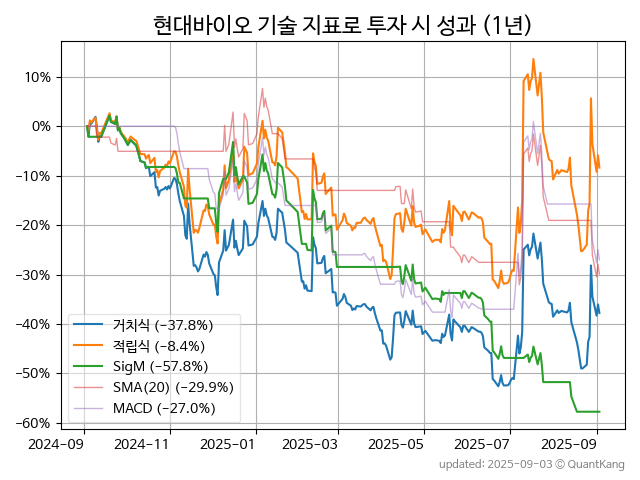 현대바이오 기술 지표로 투자 시 성과 (1년)
10%
0%
−10%
−20%
−30%
−40%
−50%
−60%
거치식 (−37.8%)
적립식 (−8.4%)
SigM (−57.8%)
SMA(20) (−29.9%)
MACD (−27.0%)
2024-09 2024-11 2025-01 2025-03 2025-05 2025-07 2025-09
updated: 2025-09-03 © QuantKang